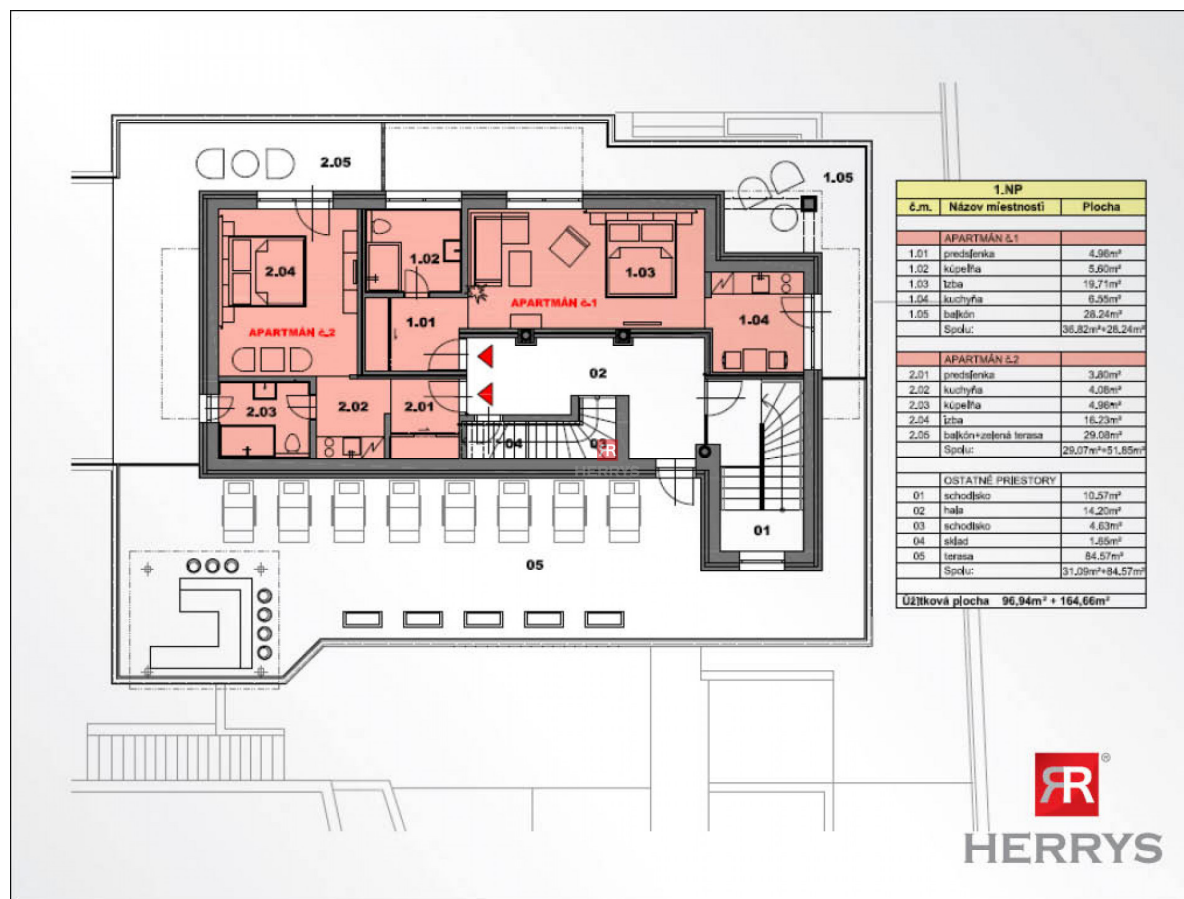 2.05
1.05
2.04
1.02
1.03
APARTMÁN č.1
APARTMÁN č.2
1.01
1.04
02
2.03
2.02
2.01
04
03
HERRYS
01
05
1.NP
č.m. Názov miestnosti Plocha
APARTMÁN č.1
1.01 predsienka 4.96m²
1.02 kúpeľňa 5.60m²
1.03 izba 19.71m²
1.04 kuchyňa 6.55m²
1.05 balkón 28.24m²
Spolu: 36.82m²+28.24m²
APARTMÁN č.2
2.01 predsienka 3.80m²
2.02 kuchyňa 4.08m²
2.03 kúpeľňa 4.96m²
2.04 izba 16.23m²
2.05 balkón+zelená terasa 29.08m²
Spolu: 29.07m²+51.85m²
OSTATNÉ PRIESTORY
01 schodisko 10.57m²
02 hala 14.20m²
03 schodisko 4.63m²
04 sklad 1.65m²
05 terasa 84.57m²
Spolu: 31.09m²+84.57m²
Úžitková plocha 96,94m² + 164,66m²
RR®
HERRYS